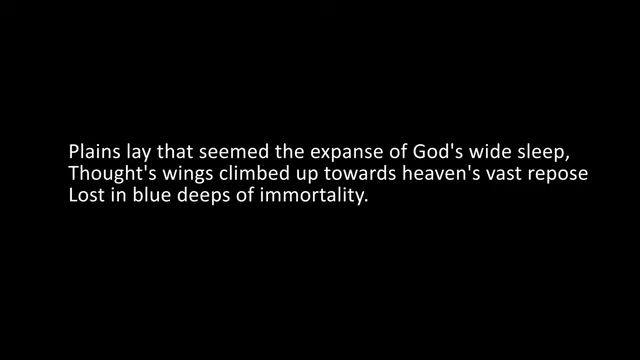 Plains lay that seemed the expanse of God's wide sleep,
Thought's wings climbed up towards heaven's vast repose
Lost in blue deeps of immortality.